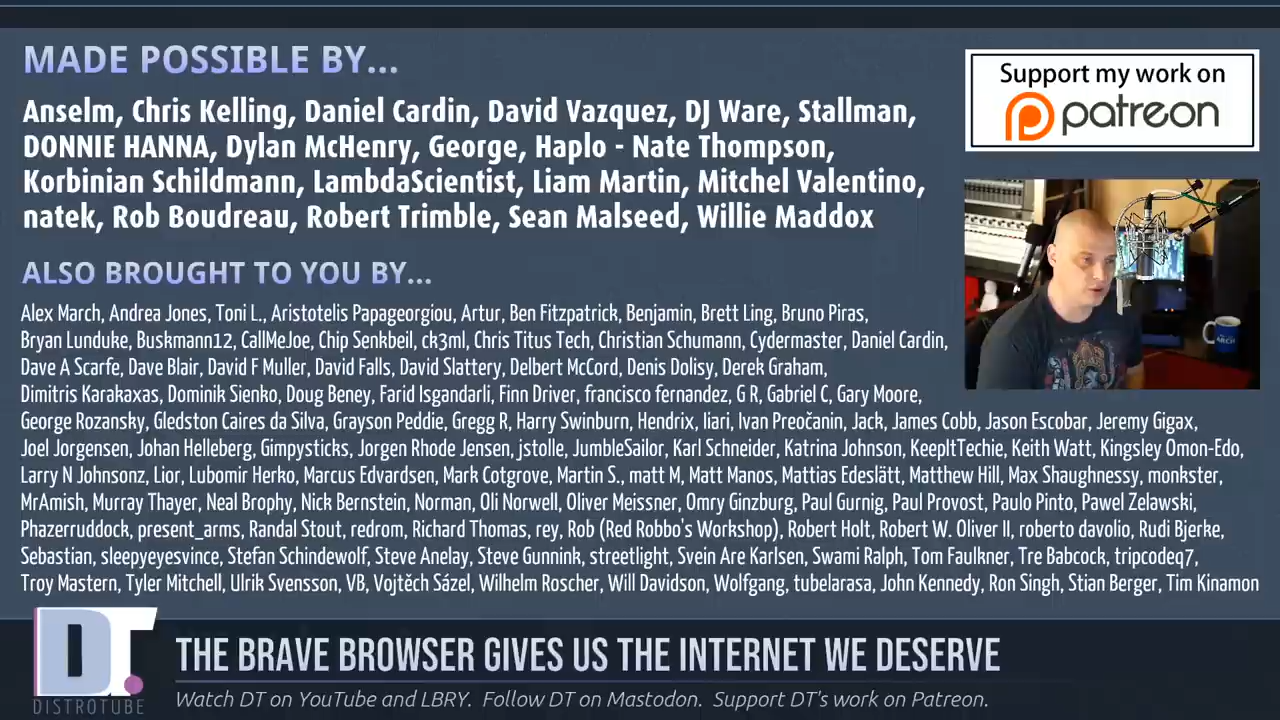 MADE POSSIBLE BY...
Anselm, Chris Kelling, Daniel Cardin, David Vazquez, DJ Ware, Stallman,
DONNIE HANNA, Dylan McHenry, George, Haplo - Nate Thompson,
Korbinian Schildmann, LambdaScientist, Liam Martin, Mitchel Valentino,
natek, Rob Boudreau, Robert Trimble, Sean Malseed, Willie Maddox
Support my work on
patreon
ARCH
ALSO BROUGHT TO YOU BY...
Alex March, Andrea Jones, Toni L., Aristotelis Papageorgiou, Artur, Ben Fitzpatrick, Benjamin, Brett Ling, Bruno Piras,
Bryan Lunduke, Buskmann12, CallMeJoe, Chip Senkbeil, ck3ml, Chris Titus Tech, Christian Schumann, Cydermaster, Daniel Cardin,
Dave A Scarfe, Dave Blair, David F Muller, David Falls, David Slattery, Delbert McCord, Denis Dolisy, Derek Graham,
Dimitris Karakaxas, Dominik Sienko, Doug Beney, Farid Isgandarli, Finn Driver, francisco fernandez, G R, Gabriel C, Gary Moore,
George Rozansky, Gledston Caires da Silva, Grayson Peddie, Gregg R, Harry Swinburn, Hendrix, Iiari, Ivan Preočanin, Jack, James Cobb, Jason Escobar, Jeremy Gigax,
Joel Jorgensen, Johan Helleberg, Gimpysticks, Jorgen Rhode Jensen, jstolle, JumbleSailor, Karl Schneider, Katrina Johnson, KeepItTechie, Keith Watt, Kingsley Omon-Edo,
Larry N Johnsonz, Lior, Lubomir Herko, Marcus Edvardsen, Mark Cotgrove, Martin S., matt M, Matt Manos, Mattias Edeslätt, Matthew Hill, Max Shaughnessy, monkster,
MrAmish, Murray Thayer, Neal Brophy, Nick Bernstein, Norman, Oli Norwell, Oliver Meissner, Omry Ginzburg, Paul Gurnig, Paul Provost, Paulo Pinto, Pawel Zelawski,
Phazerruddock, present_arms, Randal Stout, redrom, Richard Thomas, rey, Rob (Red Robbo's Workshop), Robert Holt, Robert W. Oliver II, roberto davolio, Rudi Bjerke,
Sebastian, sleepyeyesvince, Stefan Schindewolf, Steve Anelay, Steve Gunnink, streetlight, Svein Are Karlsen, Swami Ralph, Tom Faulkner, Tre Babcock, tripcodeq7,
Troy Mastern, Tyler Mitchell, Ulrik Svensson, VB, Vojtěch Sázel, Wilhelm Roscher, Will Davidson, Wolfgang, tubelarasa, John Kennedy, Ron Singh, Stian Berger, Tim Kinamon
DT
DISTROTUBE
THE BRAVE BROWSER GIVES US THE INTERNET WE DESERVE
Watch DT on YouTube and LBRY. Follow DT on Mastodon. Support DT's work on Patreon.